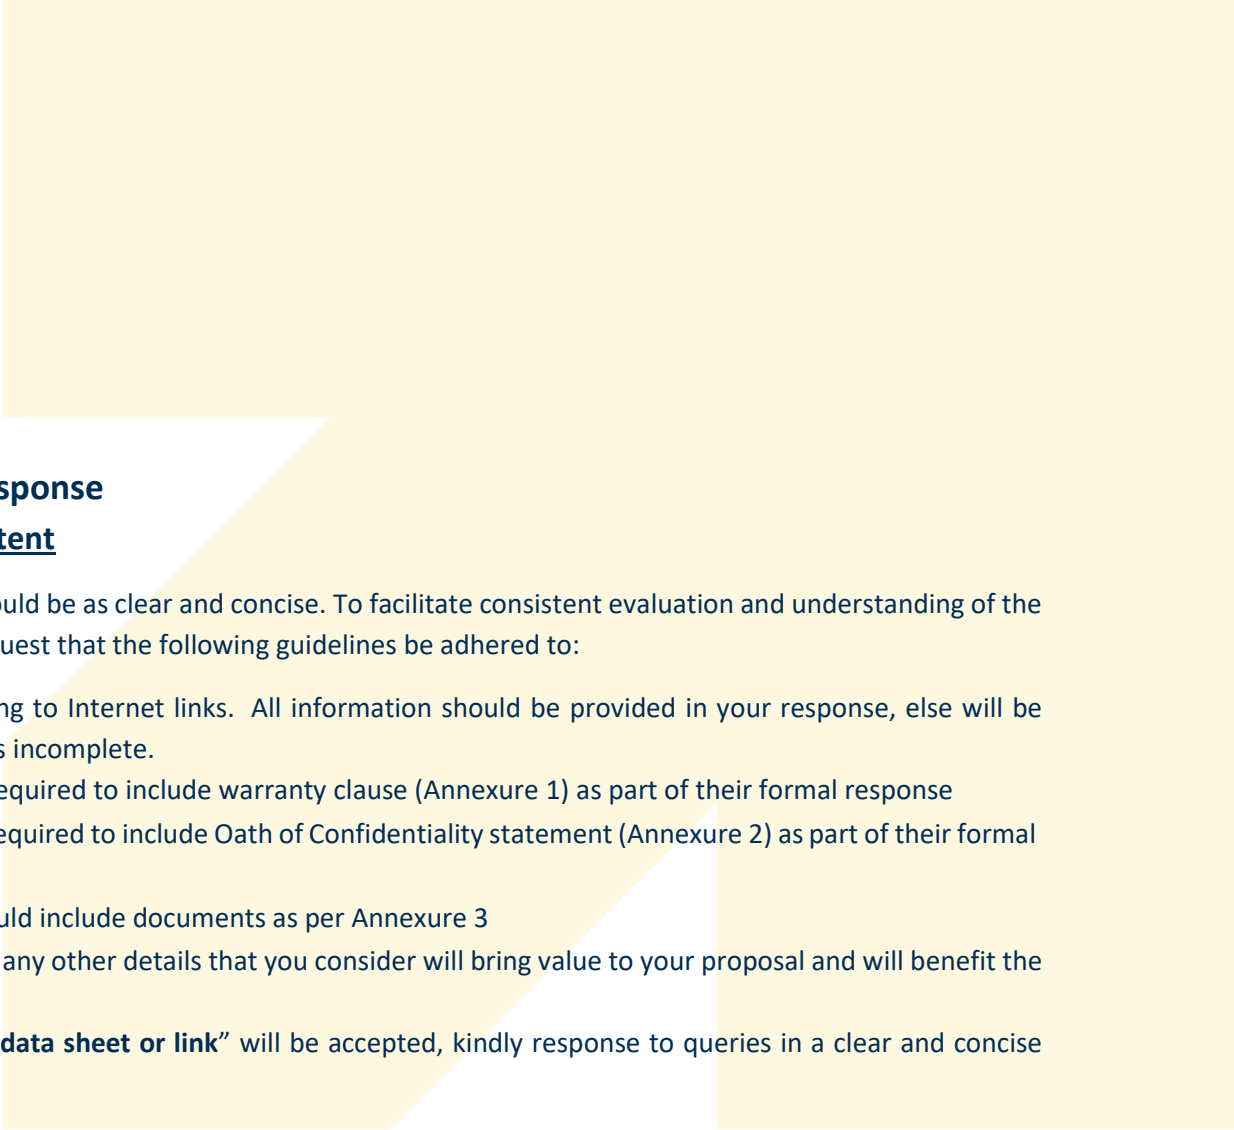 sponse
tent
ould be as clear and concise. To facilitate consistent evaluation and understanding of the
uest that the following guidelines be adhered to:
ng to Internet links. All information should be provided in your response, else will be
s incomplete.
equired to include warranty clause (Annexure 1) as part of their formal response
equired to include Oath of Confidentiality statement (Annexure 2) as part of their formal
uld include documents as per Annexure 3
any other details that you consider will bring value to your proposal and will benefit the
data sheet or link” will be accepted, kindly response to queries in a clear and concise